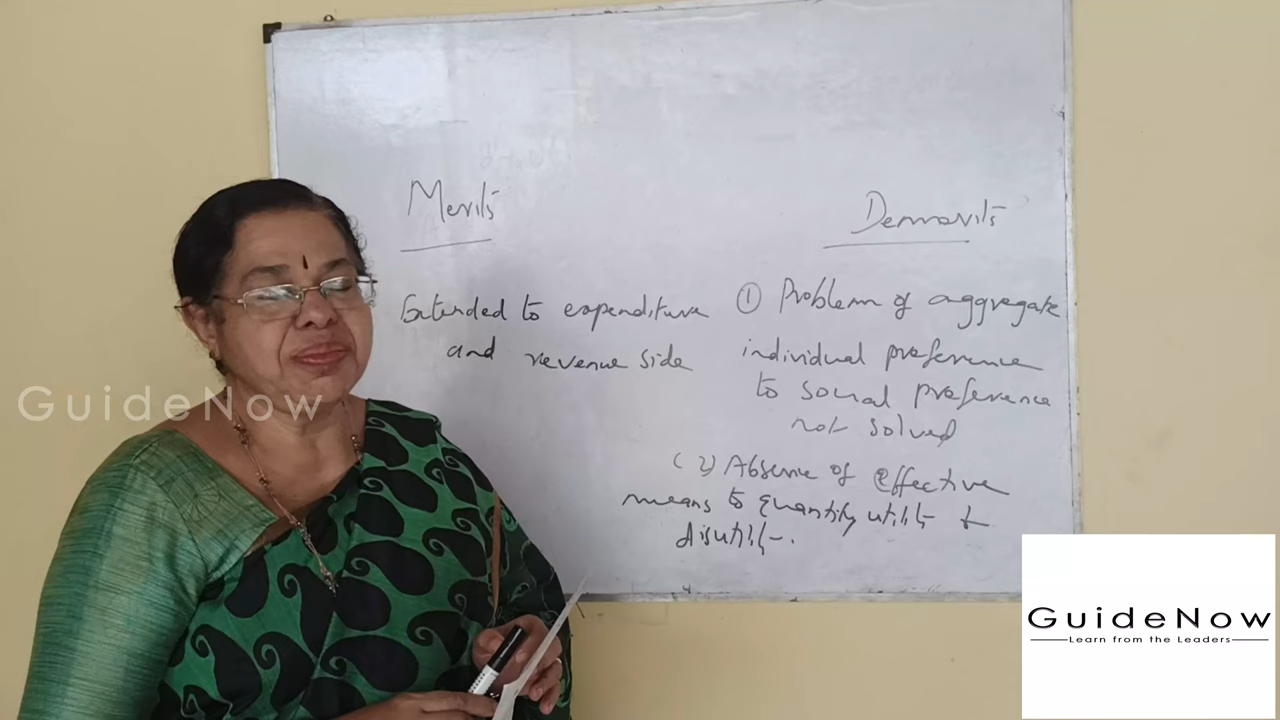 Merits
Extended to expenditure
and revenue side
Demerits
① Problem of aggregate
individual preference
to social preference
not solved
(2) Absence of effective
means to quantify utility &
disutility.
GuideNow
GuideNow
Learn from the Leaders